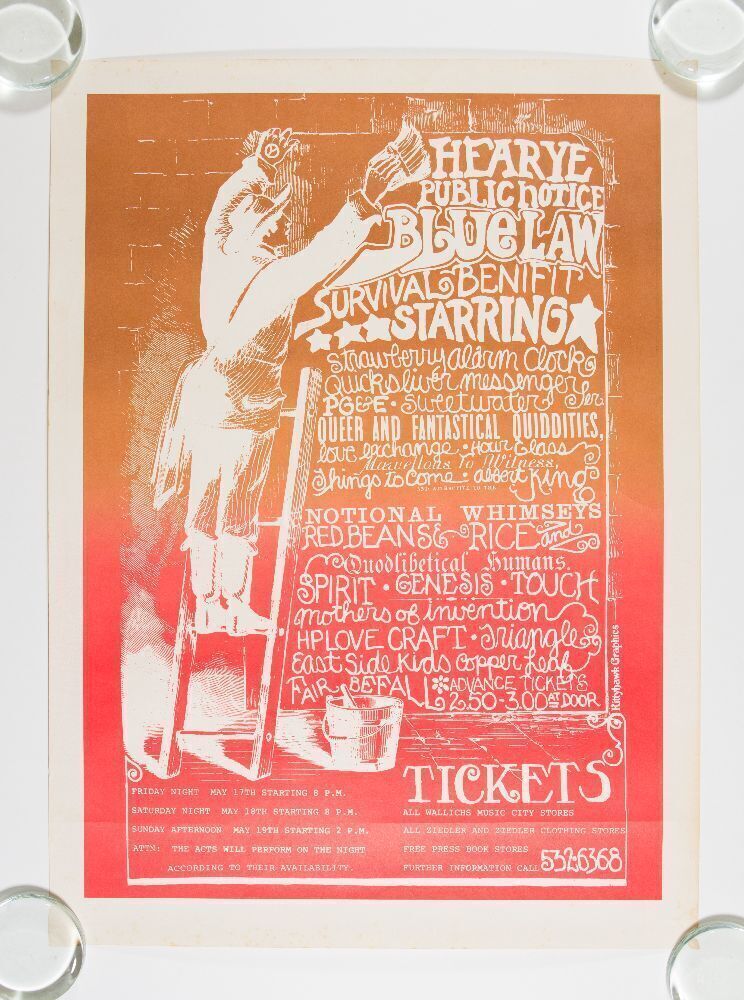 HEARYE
PUBLIC NOTICE
BLUE LAW
SURVIVAL BENIFIT
STARRING
Strawberry alarm Clock
Quicksliver messenger Ser
PG&E • Sweetwater
QUEER AND FANTASTICAL QUIDDITIES,
love exchange • Hour Glass
Marvellous to Witness,
Things to Come • albert King
NOTIONAL WHIMSEYS
RED BEANS & RICE and
Quodlibetical Humans.
SPIRIT • GENESIS • TOUCH
mothers of invention
HP LOVE CRAFT • Triangle
East Side Kids Copper Leaf
FAIR BEFALL * ADVANCE TICKETS
2.50 - 3.00 AT DOOR
Kittyhawk Graphics
TICKETS
FRIDAY NIGHT MAY 17TH STARTING 8 P.M.
SATURDAY NIGHT MAY 18TH STARTING 8 P.M.
SUNDAY AFTERNOON MAY 19TH STARTING 2 P.M.
ATTN: THE ACTS WILL PERFORM ON THE NIGHT
ACCORDING TO THEIR AVAILABILITY.
ALL WALLICHS MUSIC CITY STORES
ALL ZIEDLER AND ZIEDLER CLOTHING STORES
FREE PRESS BOOK STORES
FURTHER INFORMATION CALL 532-6368